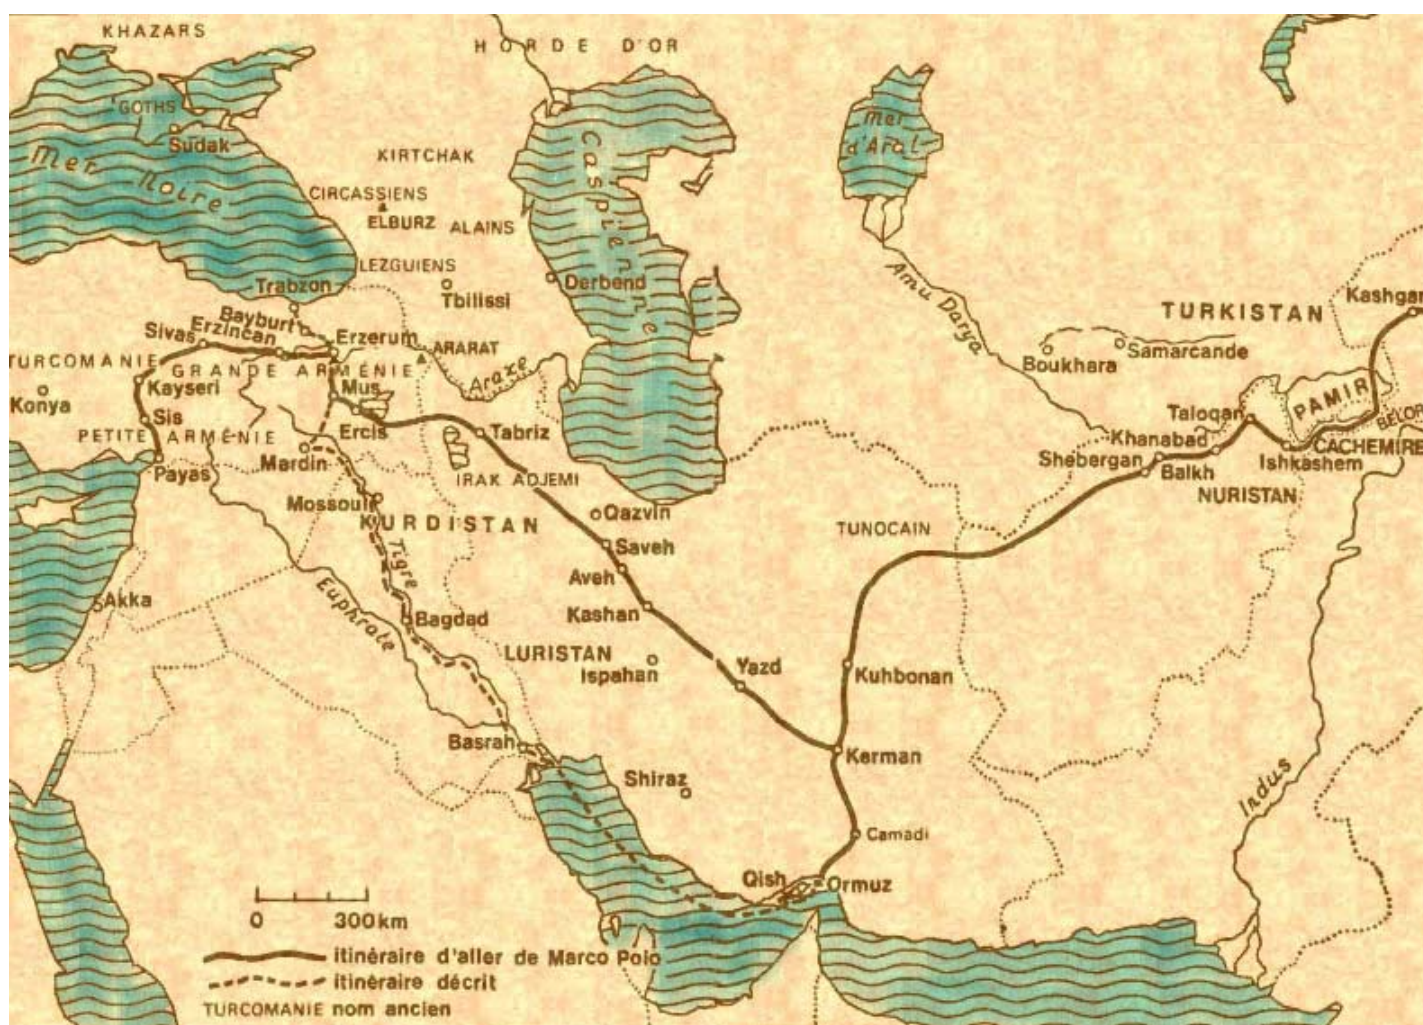 KHAZARS
HORDE D'OR
GOTHS
Sudak
Mer Noire
KIRTCHAK
CIRCASSIENS
ELBURZ
ALAINS
LEZGUIENS
Caspienne
Mer
d'Aral
Trabzon
Tbilissi
Derbend
Amu Darya
TURKISTAN
Kashgar
Bayburt
Sivas
Erzincan
Erzerum
ARARAT
Araxe
Boukhara
Samarcande
TURCOMANIE
GRANDE ARMÉNIE
Kayseri
Mus
Konya
Sis
Ercis
PETITE ARMÉNIE
Tabriz
Taloqan
PAMIR
BELOR
Khanabad
CACHEMIRE
Payas
Mardin
IRAK ADJEMI
Shebergan
Balkh
Ishkashem
Mossoul
KURDISTAN
Qazvin
TUNOCAIN
NURISTAN
Tigre
Saveh
Aveh
Akka
Euphrate
Bagdad
Kashan
LURISTAN
Ispahan
Yazd
Kuhbonan
Basrah
Kerman
Shiraz
Indus
Camadi
Qish
Ormuz
0 300 km
itinéraire d'aller de Marco Polo
itinéraire décrit
TURCOMANIE nom ancien